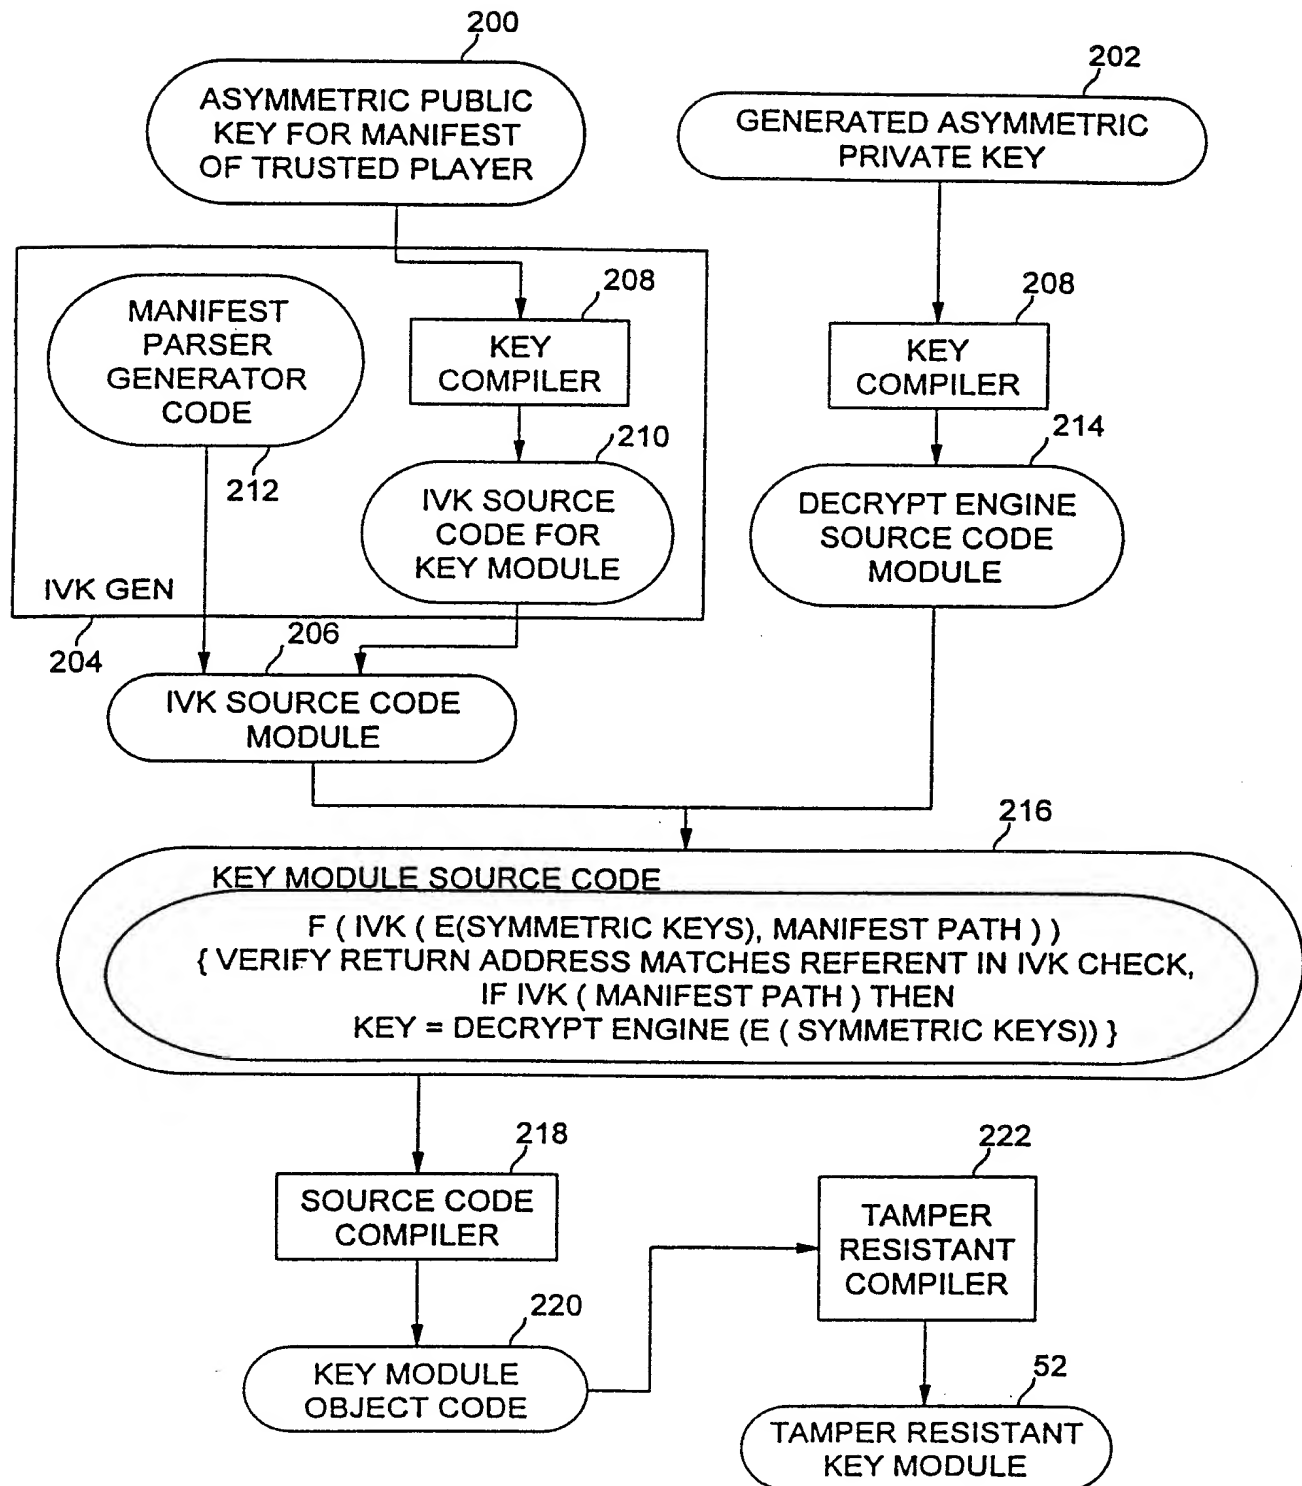 200
ASYMMETRIC PUBLIC
KEY FOR MANIFEST
OF TRUSTED PLAYER
202
GENERATED ASYMMETRIC
PRIVATE KEY
MANIFEST
PARSER
GENERATOR
CODE
212
208
KEY
COMPILER
210
IVK SOURCE
CODE FOR
KEY MODULE
IVK GEN
204
208
KEY
COMPILER
214
DECRYPT ENGINE
SOURCE CODE
MODULE
206
IVK SOURCE CODE
MODULE
216
KEY MODULE SOURCE CODE
F ( IVK ( E(SYMMETRIC KEYS), MANIFEST PATH ) )
{ VERIFY RETURN ADDRESS MATCHES REFERENT IN IVK CHECK,
IF IVK ( MANIFEST PATH ) THEN
KEY = DECRYPT ENGINE (E ( SYMMETRIC KEYS)) }
218
SOURCE CODE
COMPILER
220
KEY MODULE
OBJECT CODE
222
TAMPER
RESISTANT
COMPILER
52
TAMPER RESISTANT
KEY MODULE